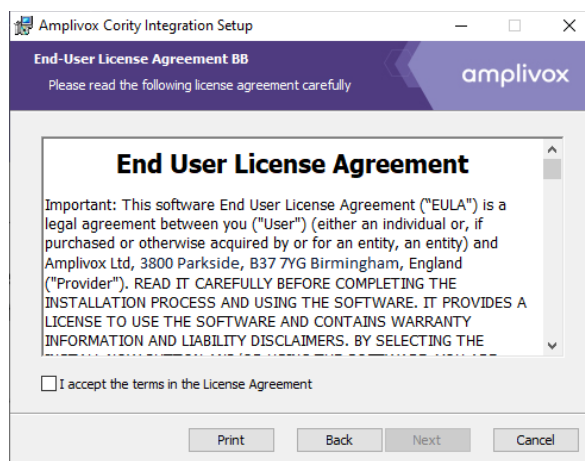 Amplivox Cority Integration Setup
End-User License Agreement BB
Please read the following license agreement carefully
amplivox
End User License Agreement
Important: This software End User License Agreement ("EULA") is a
legal agreement between you ("User") (either an individual or, if
purchased or otherwise acquired by or for an entity, an entity) and
Amplivox Ltd, 3800 Parkside, B37 7YG Birmingham, England
("Provider"). READ IT CAREFULLY BEFORE COMPLETING THE
INSTALLATION PROCESS AND USING THE SOFTWARE. IT PROVIDES A
LICENSE TO USE THE SOFTWARE AND CONTAINS WARRANTY
INFORMATION AND LIABILITY DISCLAIMERS. BY SELECTING THE
I accept the terms in the License Agreement
Print
Back
Next
Cancel